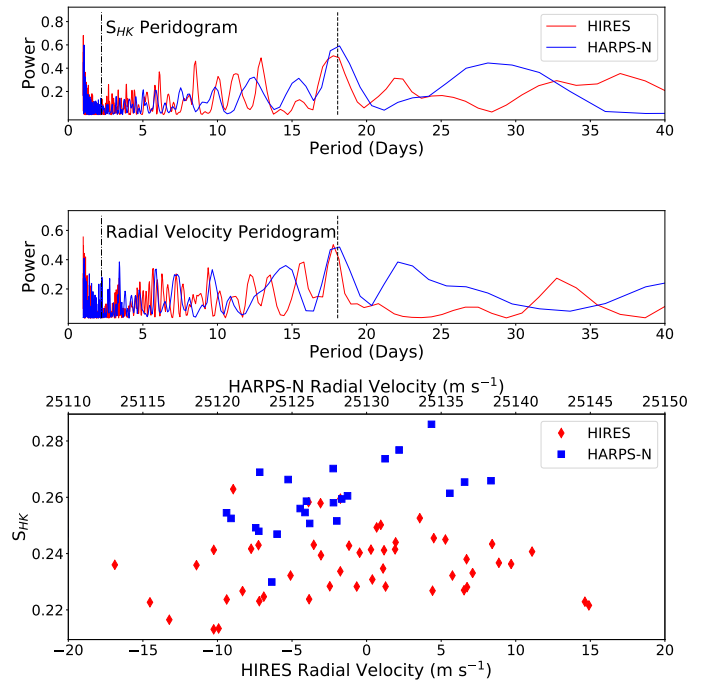 S_HK Peridogram
HIRES
HARPS-N
Power
0.8
0.6
0.4
0.2
0 5 10 15 20 25 30 35 40
Period (Days)
Radial Velocity Peridogram
Power
0.6
0.4
0.2
0 5 10 15 20 25 30 35 40
Period (Days)
HARPS-N Radial Velocity (m s⁻¹)
25110 25115 25120 25125 25130 25135 25140 25145 25150
HIRES
HARPS-N
S_HK
0.28
0.26
0.24
0.22
−20 −15 −10 −5 0 5 10 15 20
HIRES Radial Velocity (m s⁻¹)